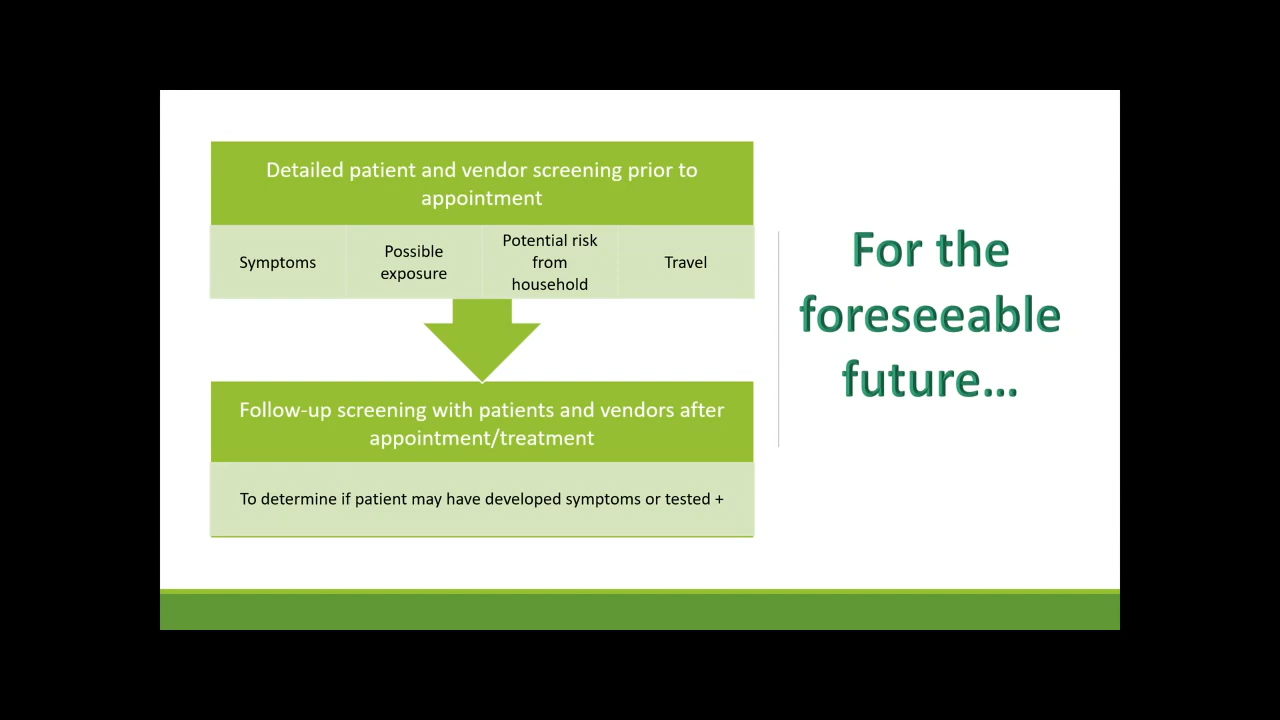 Detailed patient and vendor screening prior to
appointment
Symptoms
Possible
exposure
Potential risk
from
household
Travel
Follow-up screening with patients and vendors after
appointment/treatment
To determine if patient may have developed symptoms or tested +
For the
foreseeable
future…